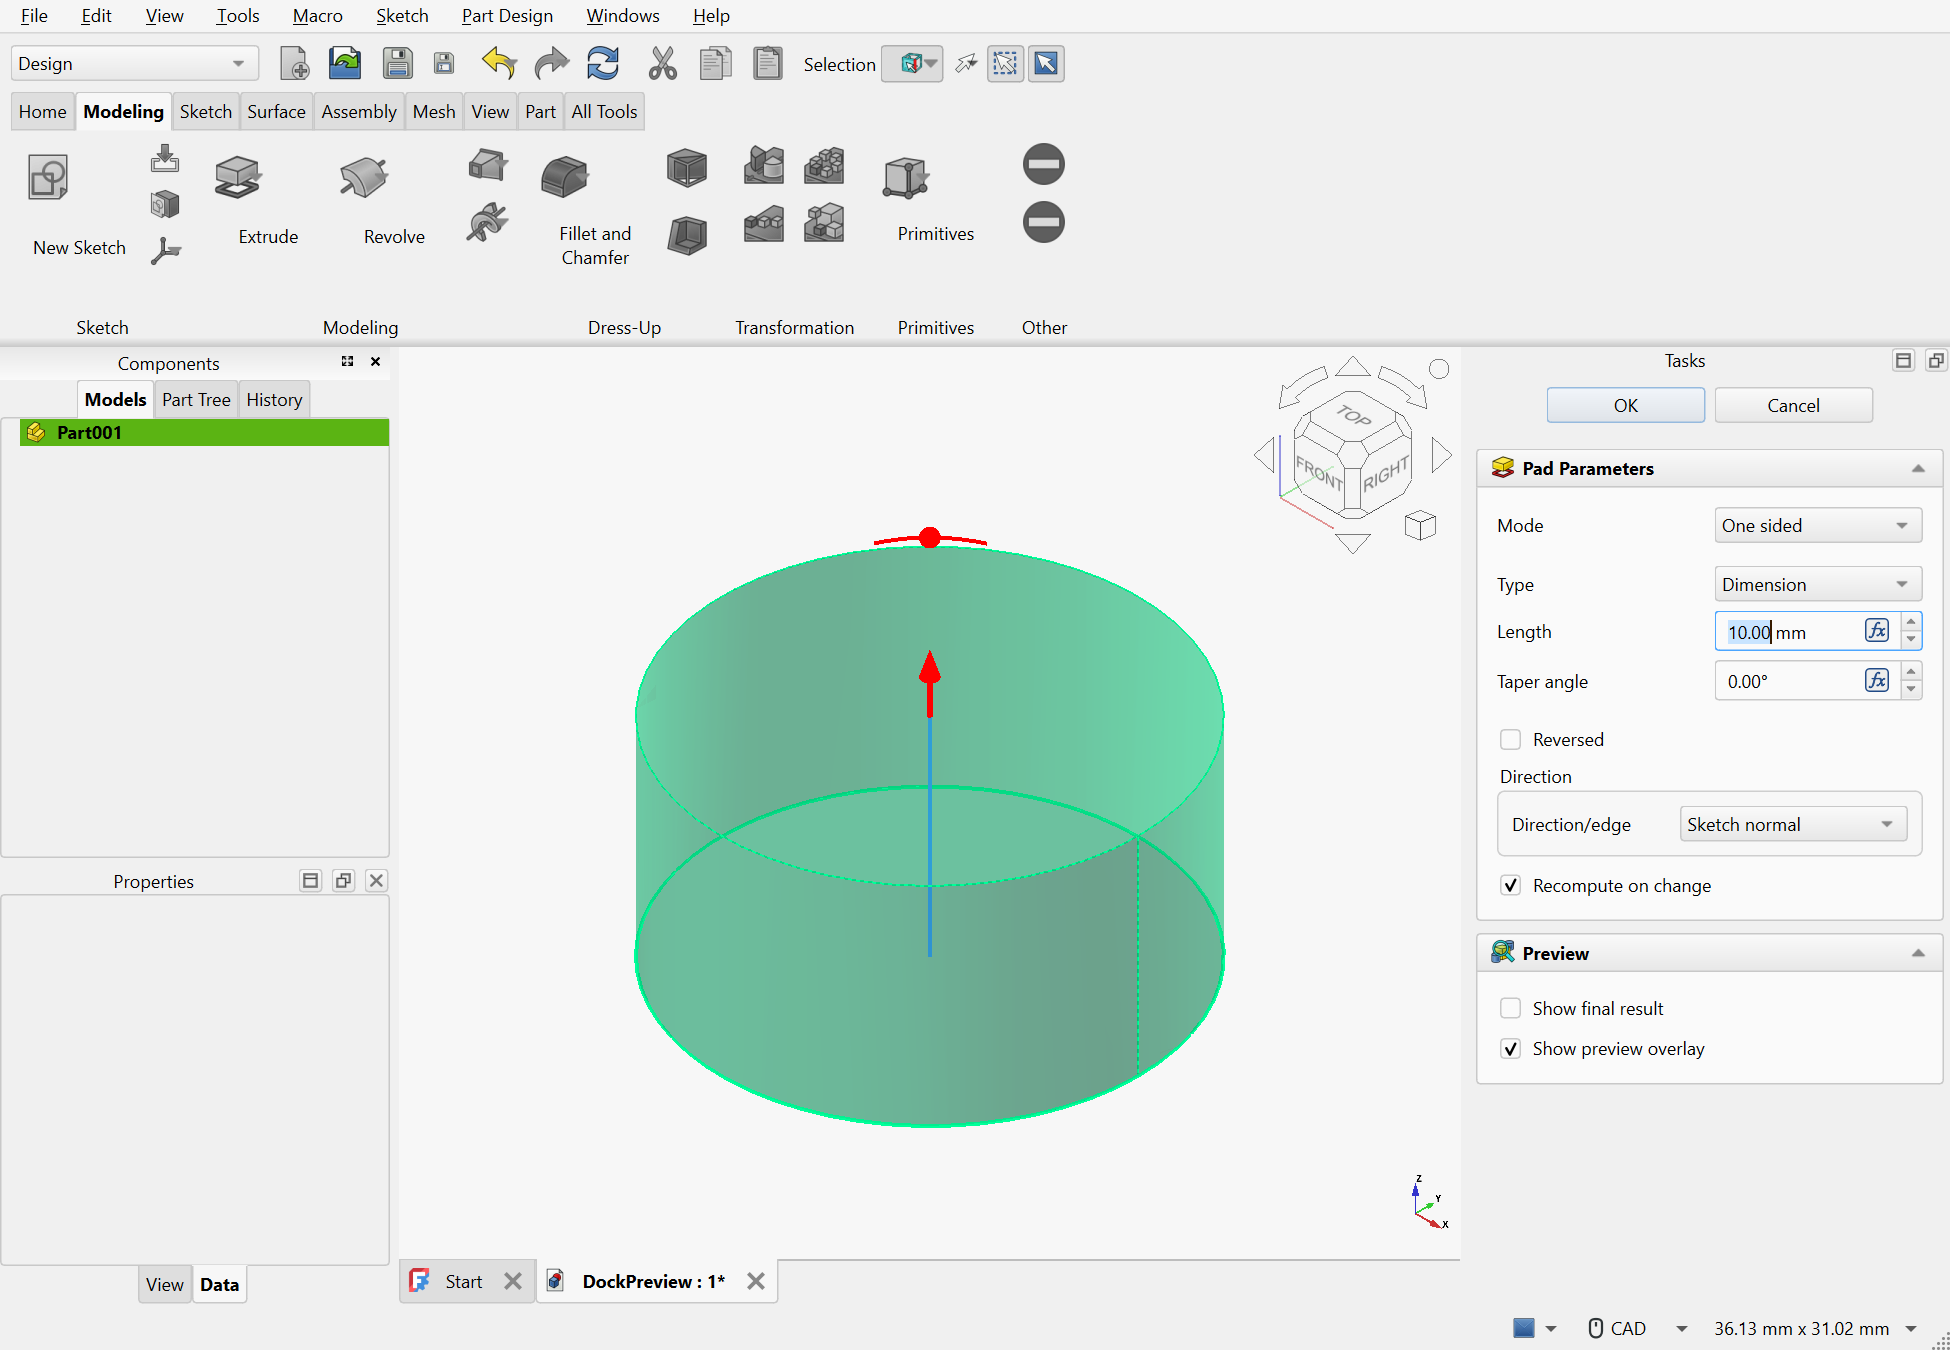 File Edit View Tools Macro Sketch Part Design Windows Help
Design Selection
Home Modeling Sketch Surface Assembly Mesh View Part All Tools
New Sketch Extrude Revolve Fillet and Chamfer Primitives
Sketch Modeling Dress-Up Transformation Primitives Other
Components
Models Part Tree History
Part001
Properties
View Data
TOP
FRONT RIGHT
Z
Y
X
Start DockPreview : 1*
Tasks
OK Cancel
Pad Parameters
Mode One sided
Type Dimension
Length 10.00 mm fx
Taper angle 0.00° fx
Reversed
Direction
Direction/edge Sketch normal
Recompute on change
Preview
Show final result
Show preview overlay
CAD 36.13 mm x 31.02 mm